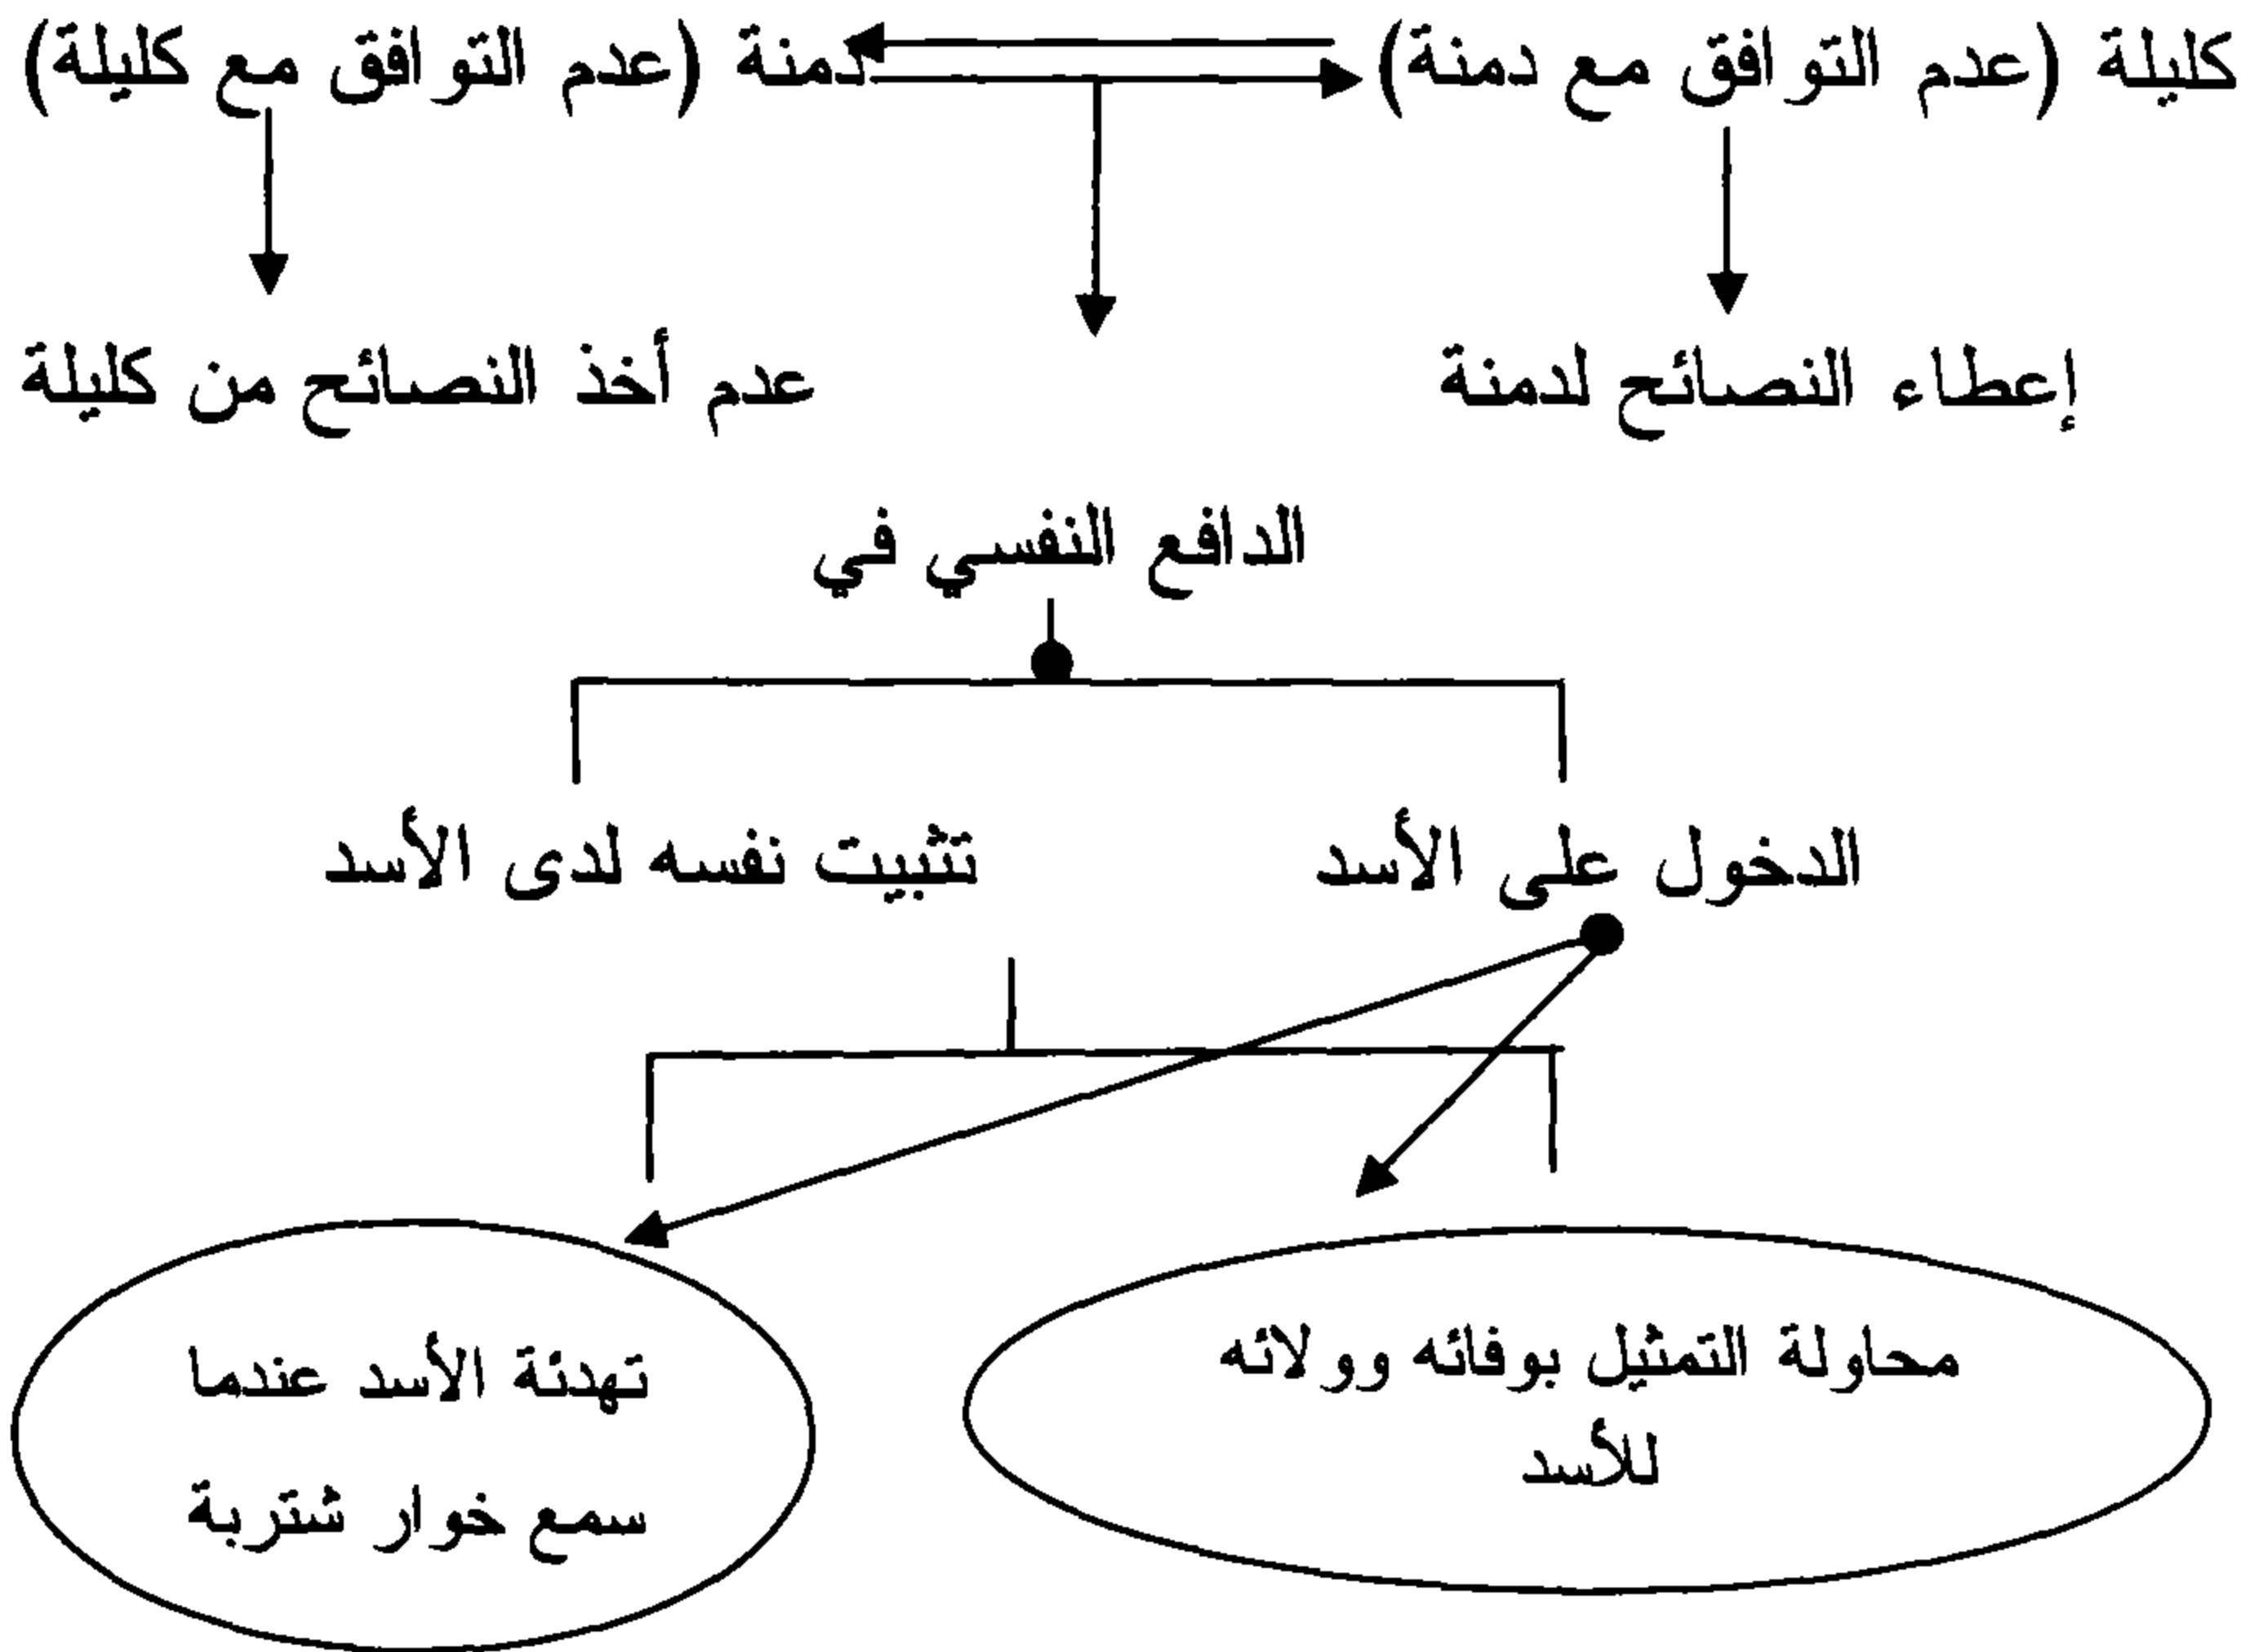 كليلة (عدم التوافق مع دمنة) دمنة (عدم التوافق مع كليلة)
إعطاء النصائح لدمنة عدم أخذ النصائح من كليلة
الدافع النفسي في
الدخول على الأسد تثبيت نفسه لدى الأسد
محاولة التمثيل بوفائه وولائه
للأسد
تهدئة الأسد عندما
سمع خوار شتربة